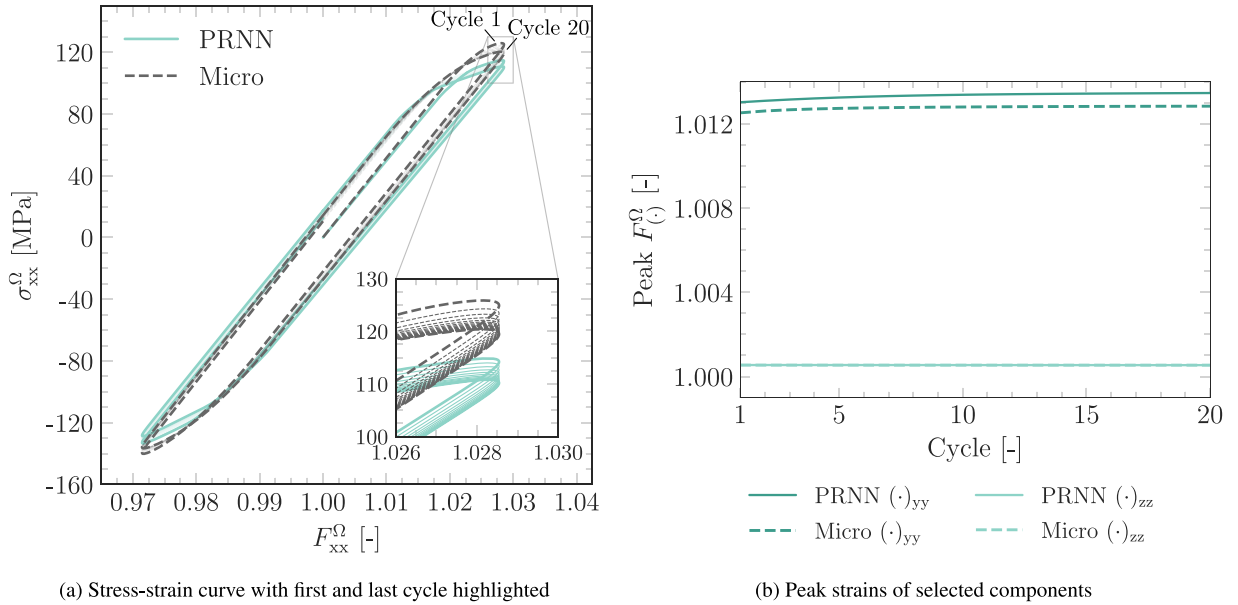 Cycle 1
Cycle 20
PRNN
Micro
120
80
40
0
-40
-80
-120
-160
σ^Ω_xx [MPa]
130
120
110
100
1.026 1.028 1.030
0.97 0.98 0.99 1.00 1.01 1.02 1.03 1.04
F^Ω_xx [-]
(a) Stress-strain curve with first and last cycle highlighted
1.012
1.008
1.004
1.000
Peak F^Ω_(·) [-]
1 5 10 15 20
Cycle [-]
PRNN (·)yy PRNN (·)zz
Micro (·)yy Micro (·)zz
(b) Peak strains of selected components